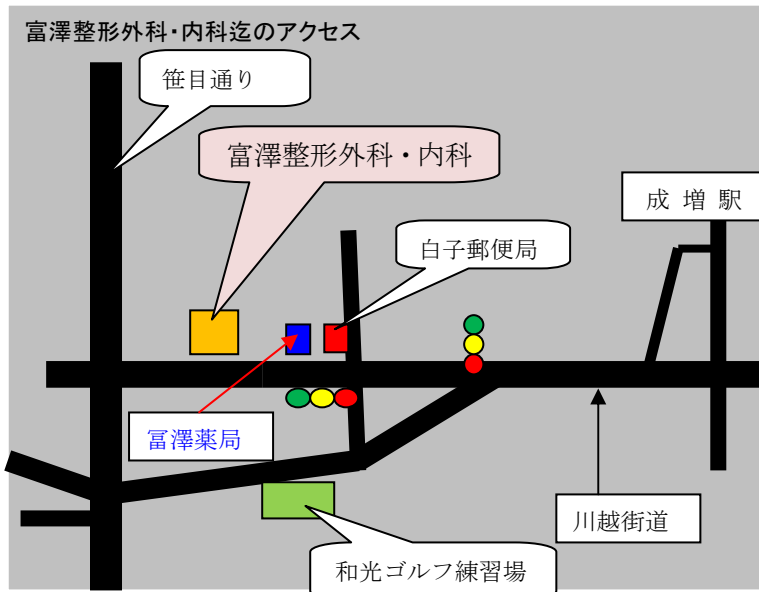 富澤整形外科・内科迄のアクセス
笹目通り
富澤整形外科・内科
成増駅
白子郵便局
冨澤薬局
川越街道
和光ゴルフ練習場